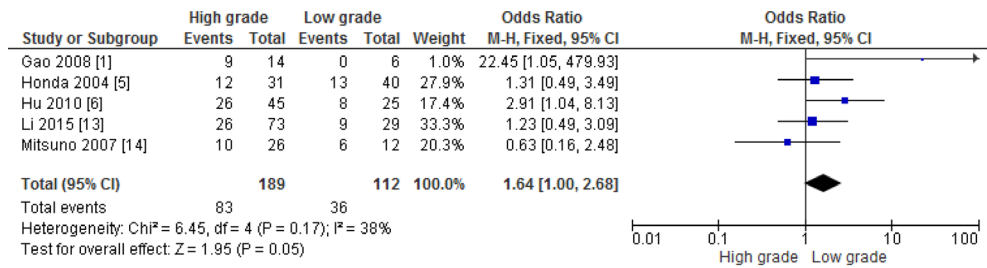 High grade Low grade Odds Ratio Odds Ratio
Study or Subgroup Events Total Events Total Weight M-H, Fixed, 95% CI M-H, Fixed, 95% CI
Gao 2008 [1] 9 14 0 6 1.0% 22.45 [1.05, 479.93]
Honda 2004 [5] 12 31 13 40 27.9% 1.31 [0.49, 3.49]
Hu 2010 [6] 26 45 8 25 17.4% 2.91 [1.04, 8.13]
Li 2015 [13] 26 73 9 29 33.3% 1.23 [0.49, 3.09]
Mitsuno 2007 [14] 10 26 6 12 20.3% 0.63 [0.16, 2.48]
Total (95% CI) 189 112 100.0% 1.64 [1.00, 2.68]
Total events 83 36
Heterogeneity: Chi² = 6.45, df = 4 (P = 0.17); I² = 38%
Test for overall effect: Z = 1.95 (P = 0.05)
0.01 0.1 1 10 100
High grade Low grade